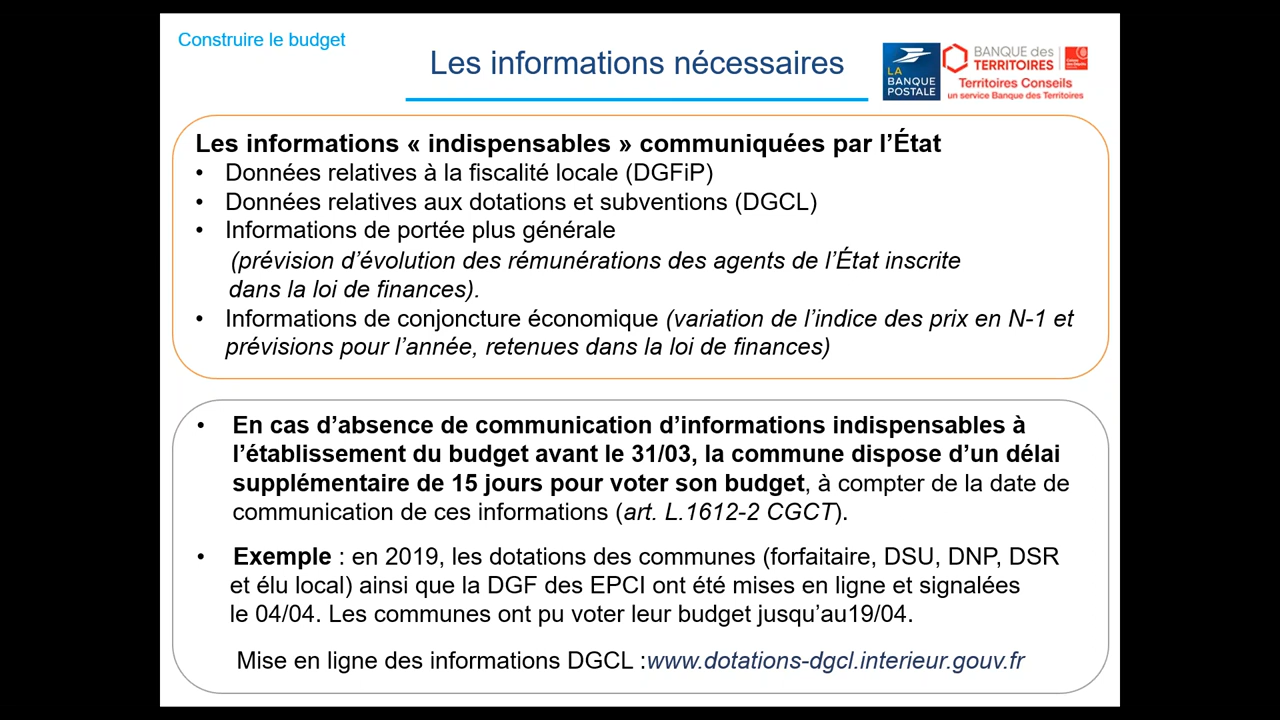 Construire le budget
Les informations nécessaires
LA
BANQUE
POSTALE
BANQUE des
TERRITOIRES
Territoires Conseils
un service Banque des Territoires
Les informations « indispensables » communiquées par l'État
• Données relatives à la fiscalité locale (DGFiP)
• Données relatives aux dotations et subventions (DGCL)
• Informations de portée plus générale
(prévision d'évolution des rémunérations des agents de l'État inscrite
dans la loi de finances).
• Informations de conjoncture économique (variation de l'indice des prix en N-1 et
prévisions pour l'année, retenues dans la loi de finances)
• En cas d'absence de communication d'informations indispensables à
l'établissement du budget avant le 31/03, la commune dispose d'un délai
supplémentaire de 15 jours pour voter son budget, à compter de la date de
communication de ces informations (art. L.1612-2 CGCT).
• Exemple : en 2019, les dotations des communes (forfaitaire, DSU, DNP, DSR
et élu local) ainsi que la DGF des EPCI ont été mises en ligne et signalées
le 04/04. Les communes ont pu voter leur budget jusqu'au19/04.
Mise en ligne des informations DGCL :www.dotations-dgcl.interieur.gouv.fr